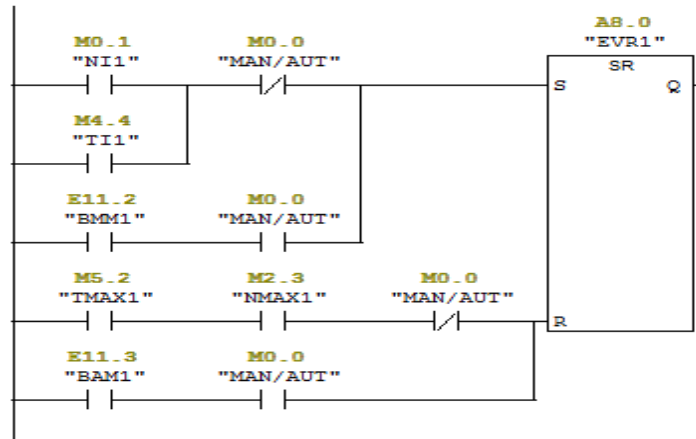 A8.0
M0.1 M0.0 "EVR1"
"NI1" "MAN/AUT" SR
S Q
M4.4
"TI1"
E11.2 M0.0
"BMM1" "MAN/AUT"
M5.2 M2.3 M0.0
"TMAX1" "NMAX1" "MAN/AUT"
R
E11.3 M0.0
"BAM1" "MAN/AUT"